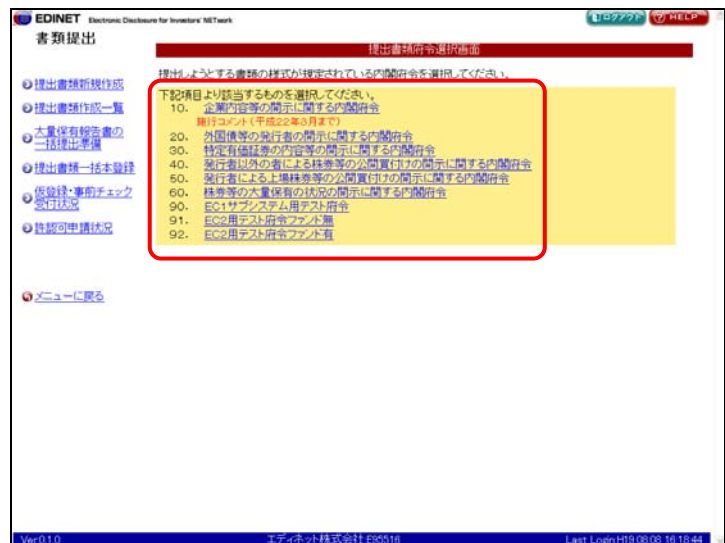 EDINET Electronic Disclosure for Investors' NETwork
ログアウト
HELP
書類提出
提出書類府令選択画面
提出書類新規作成
提出書類作成一覧
大量保有報告書の
一括提出準備
提出書類一括本登録
仮登録・事前チェック
受付状況
許認可申請状況
メニューに戻る
提出しようとする書類の様式が規定されている内閣府令を選択してください。
下記項目より該当するものを選択してください。
10. 企業内容等の開示に関する内閣府令
施行コメント(平成22年3月まで)
20. 外国債等の発行者の開示に関する内閣府令
30. 特定有価証券の内容等の開示に関する内閣府令
40. 発行者以外の者による株券等の公開買付けの開示に関する内閣府令
50. 発行者による上場株券等の公開買付けの開示に関する内閣府令
60. 株券等の大量保有の状況の開示に関する内閣府令
90. EC1サブシステム用テスト府令
91. EC2用テスト府令ファンド無
92. EC2用テスト府令ファンド有
Ver.0.1.0
エディネット株式会社 E95516
Last Login:H19.08.08 16:18:44